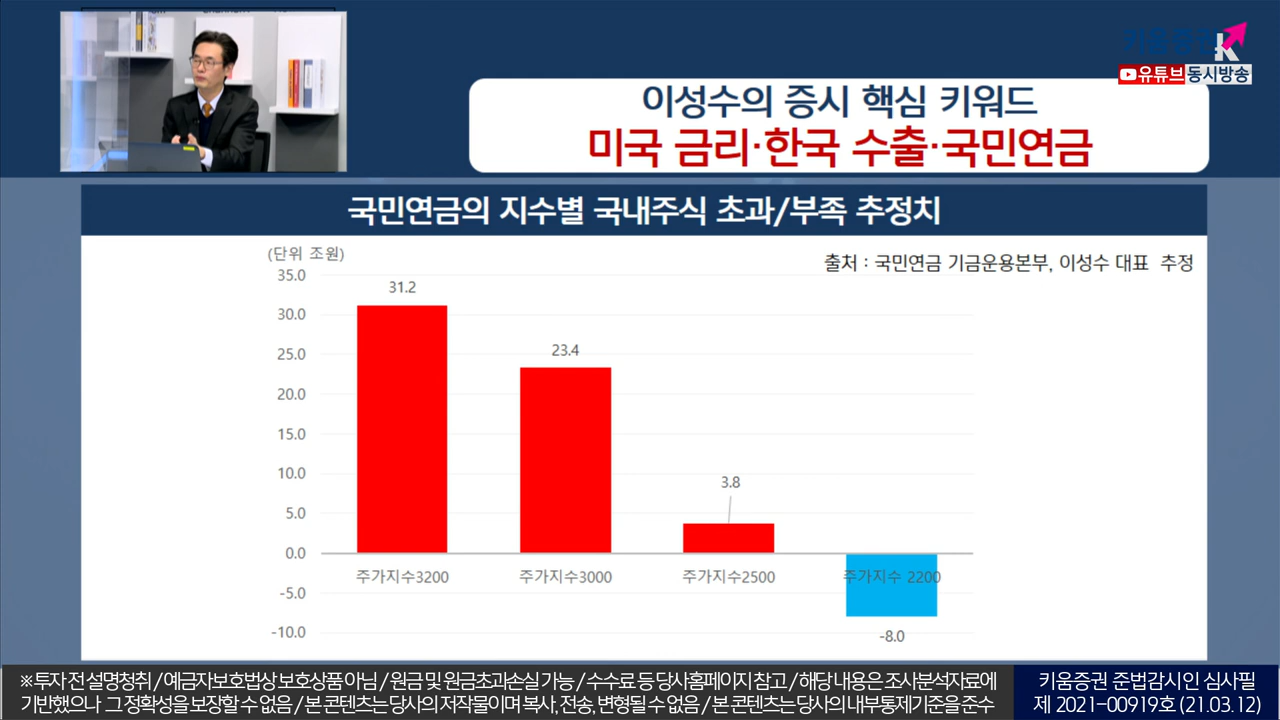 키움증권
유튜브 동시방송
이성수의 증시 핵심 키워드
미국 금리·한국 수출·국민연금
국민연금의 지수별 국내주식 초과/부족 추정치
(단위 조원)
출처 : 국민연금 기금운용본부, 이성수 대표 추정
35.0
30.0
25.0
20.0
15.0
10.0
5.0
0.0
-5.0
-10.0
31.2
23.4
3.8
-8.0
주가지수3200
주가지수3000
주가지수2500
주가지수 2200
※ 투자 전 설명청취 / 예금자보호법상 보호상품 아님 / 원금 및 원금초과손실 가능 / 수수료 등 당사홈페이지 참고 / 해당 내용은 조사분석자료에
기반했으나 그 정확성을 보장할 수 없음 / 본 콘텐츠는 당사의 저작물이며 복사, 전송, 변형될 수 없음 / 본 콘텐츠는 당사의 내부통제기준을 준수
키움증권 준법감시인 심사필
제 2021-00919호 (21.03.12)